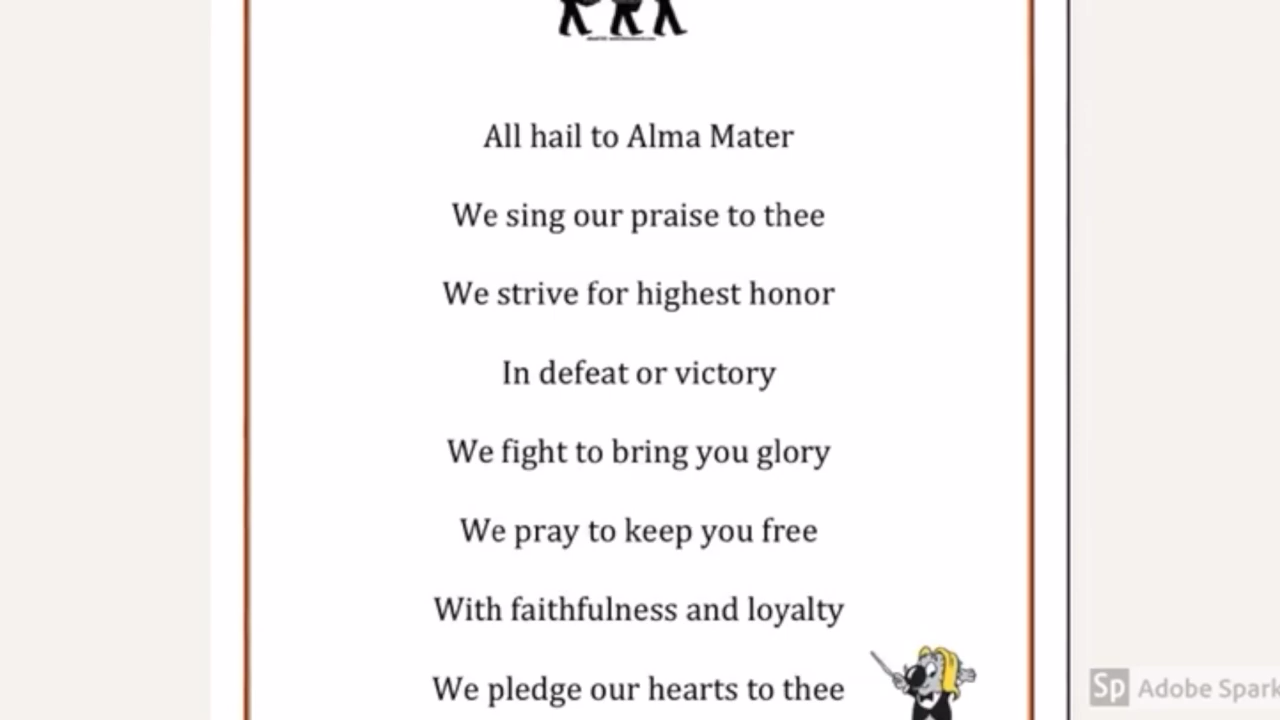 All hail to Alma Mater
We sing our praise to thee
We strive for highest honor
In defeat or victory
We fight to bring you glory
We pray to keep you free
With faithfulness and loyalty
We pledge our hearts to thee
Sp Adobe Spark